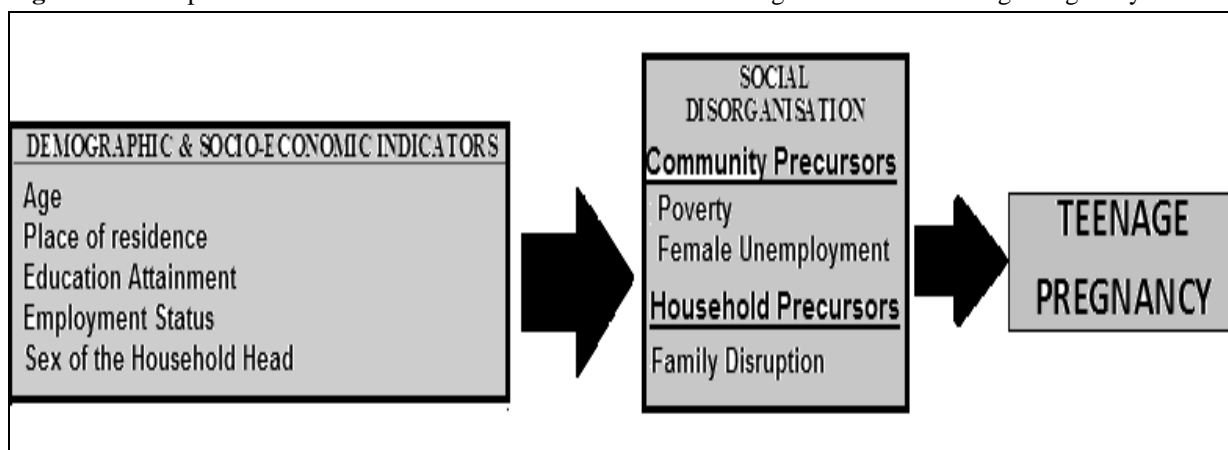 DEMOGRAPHIC & SOCIO-ECONOMIC INDICATORS
Age
Place of residence
Education Attainment
Employment Status
Sex of the Household Head
SOCIAL
DISORGANISATION
Community Precursors
Poverty
Female Unemployment
Household Precursors
Family Disruption
TEENAGE
PREGNANCY